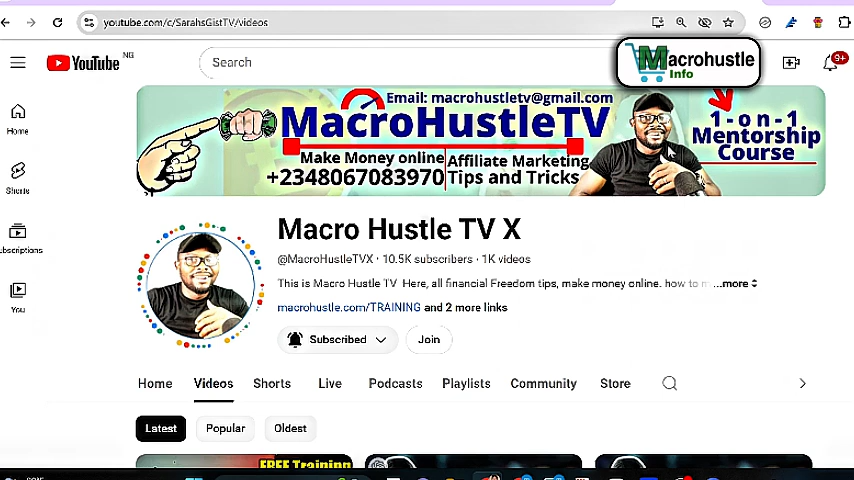 youtube.com/c/SarahsGistTV/videos
YouTube NG
Search
Macrohustle
Info
9+
Email: macrohustletv@gmail.com
MacroHustleTV
Make Money online
+2348067083970
Affiliate Marketing
Tips and Tricks
1-on-1
Mentorship
Course
Home
Shorts
You
Macro Hustle TV X
@MacroHustleTVX · 10.5K subscribers · 1K videos
This is Macro Hustle TV Here, all financial Freedom tips, make money online. how to m...more
macrohustle.com/TRAINING and 2 more links
Subscribed
Join
Home Videos Shorts Live Podcasts Playlists Community Store
Latest Popular Oldest
FREE Training